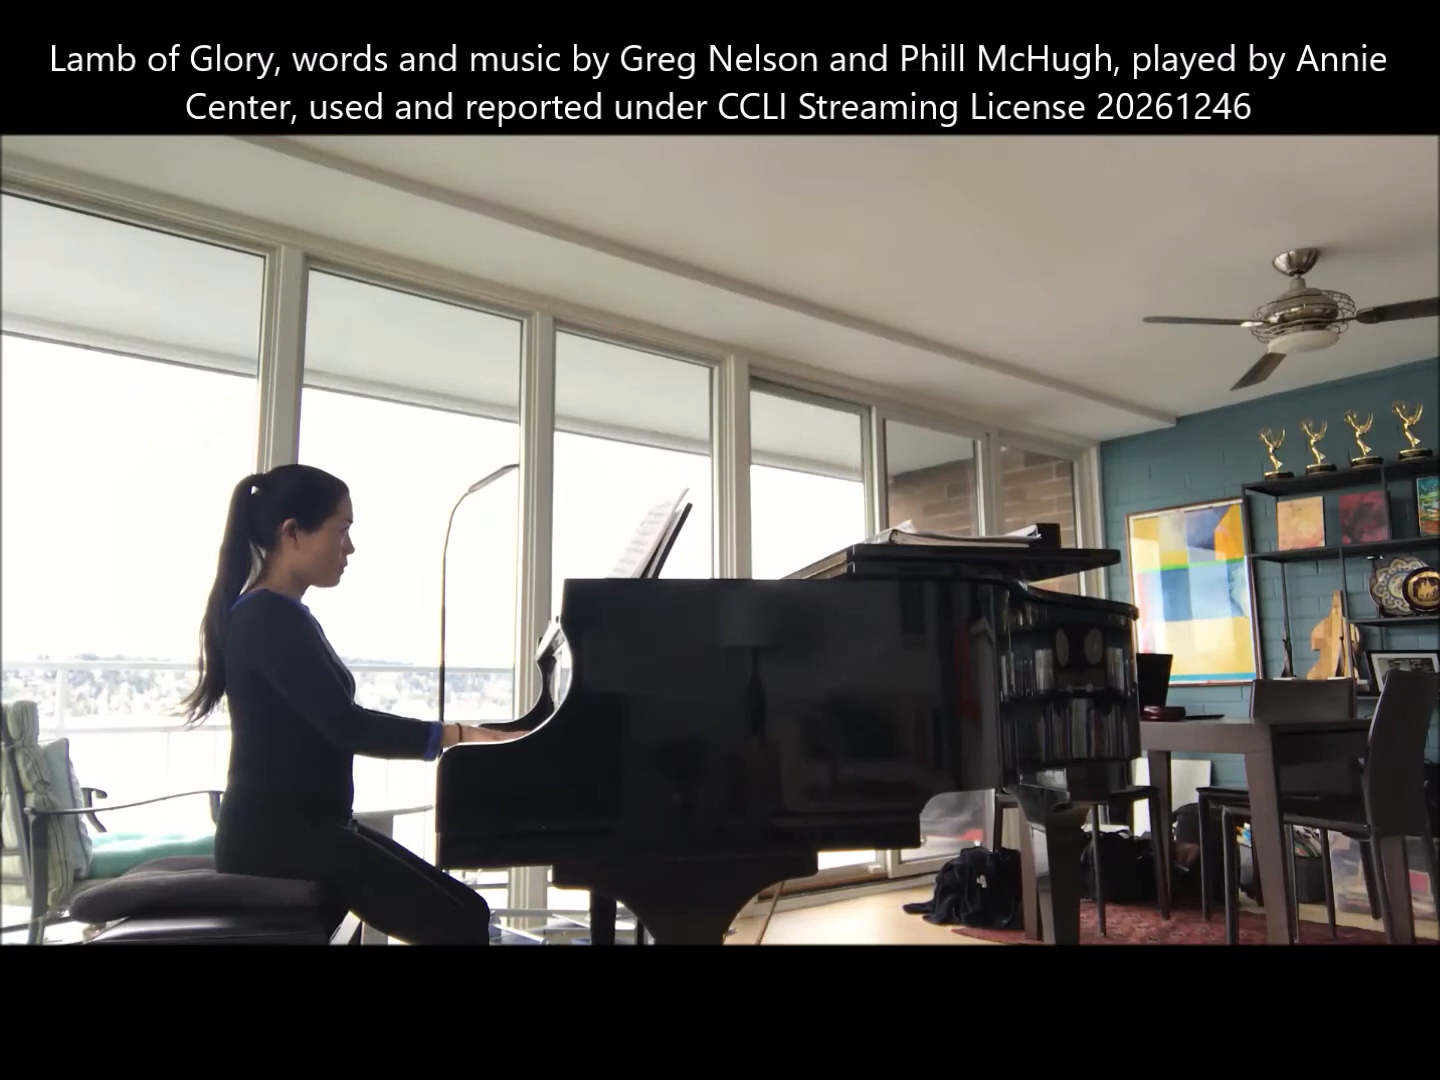 Lamb of Glory, words and music by Greg Nelson and Phill McHugh, played by Annie
Center, used and reported under CCLI Streaming License 20261246